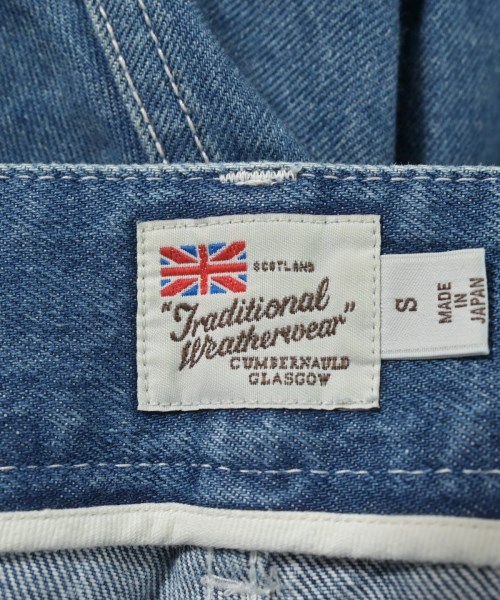 SCOTLAND
"Traditional
Weatherwear"
CUMBERNAULD
GLASGOW
S
MADE
IN
JAPAN